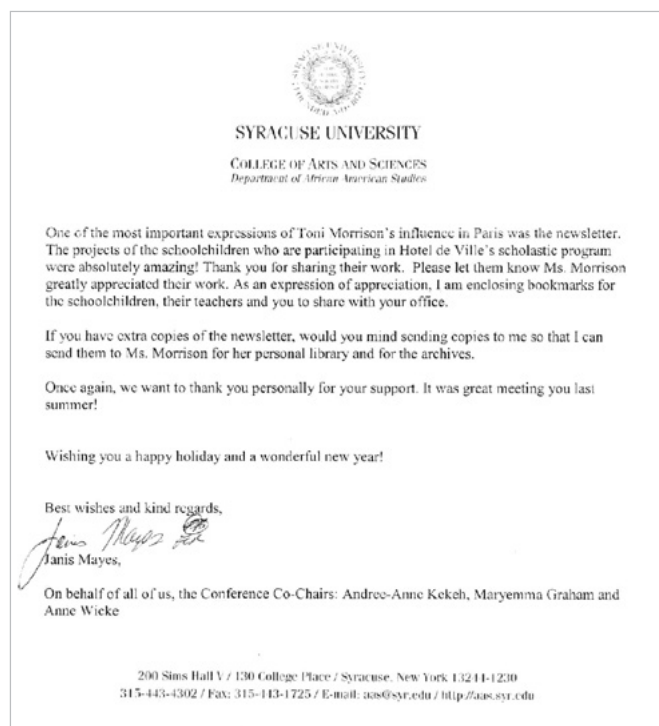 SYRACUSE UNIVERSITY
SYRACUSE UNIVERSITY
COLLEGE OF ARTS AND SCIENCES
Department of African American Studies
One of the most important expressions of Toni Morrison's influence in Paris was the newsletter.
The projects of the schoolchildren who are participating in Hotel de Ville's scholastic program
were absolutely amazing! Thank you for sharing their work.  Please let them know Ms. Morrison
greatly appreciated their work. As an expression of appreciation, I am enclosing bookmarks for
the schoolchildren, their teachers and you to share with your office.
If you have extra copies of the newsletter, would you mind sending copies to me so that I can
send them to Ms. Morrison for her personal library and for the archives.
Once again, we want to thank you personally for your support. It was great meeting you last
summer!
Wishing you a happy holiday and a wonderful new year!
Best wishes and kind regards,
Janis Mayes
Janis Mayes,
On behalf of all of us, the Conference Co-Chairs: Andree-Anne Kekeh, Maryemma Graham and
Anne Wicke
200 Sims Hall V / 130 College Place / Syracuse, New York 13244-1230
315-443-4302 / Fax: 315-443-1725 / E-mail: aas@syr.edu / http://aas.syr.edu